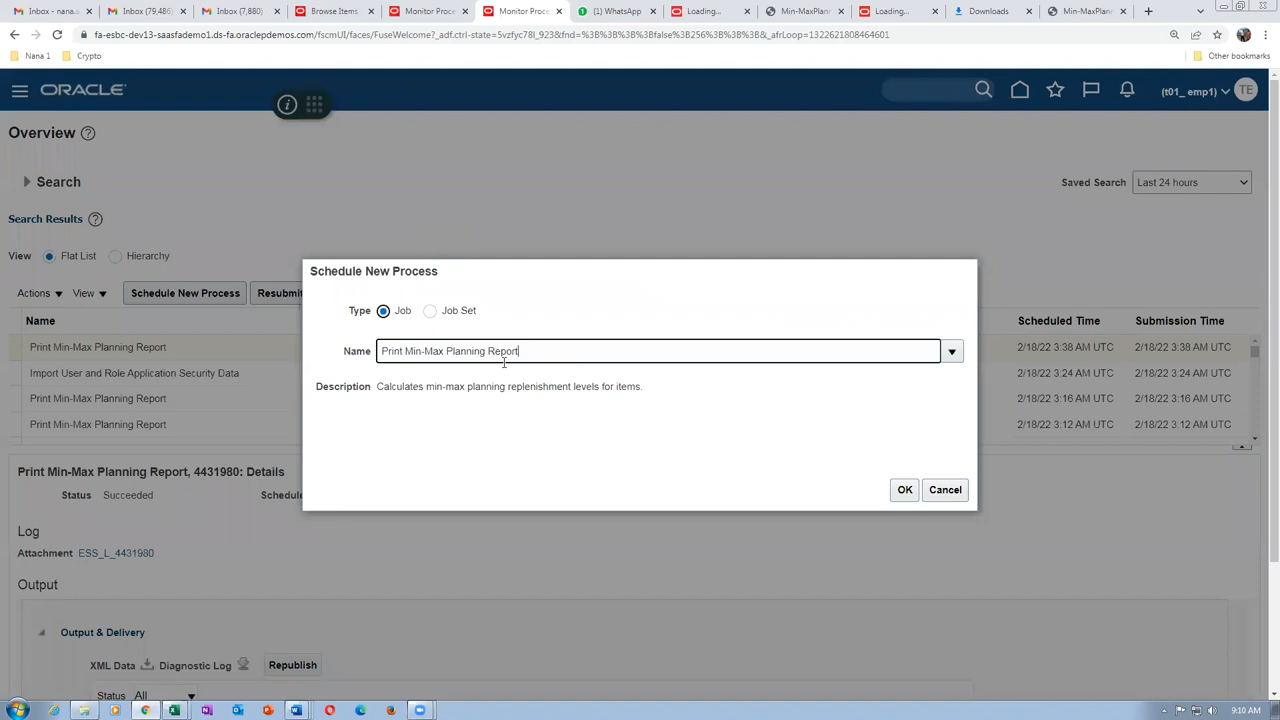 Inbox - nana.a
Inbox (79,486)
Inbox (7,880)
Browse Items
Monitor Proc
Monitor Proce
(1) WhatsApp
Loading...
Min-MaxPlann
Loading...
Downloads
Min-MaxPlann
fa-esbc-dev13-saasfademo1.ds-fa.oraclepdemos.com/fscmUI/faces/FuseWelcome?_adf.ctrl-state=5vzfyc78l_923&fnd=%3B%3B%3B%3Bfalse%3B256%3B%3B%3B&_afrLoop=1322621808464601
Nana 1
Crypto
Other bookmarks
ORACLE
(t01_ emp1)
TE
Overview
Search
Saved Search
Last 24 hours
Search Results
View
Flat List
Hierarchy
Actions
View
Schedule New Process
Resubmit
Name
Scheduled Time
Submission Time
Print Min-Max Planning Report
2/18/22 3:38 AM UTC
2/18/22 3:38 AM UTC
Import User and Role Application Security Data
2/18/22 3:24 AM UTC
2/18/22 3:24 AM UTC
Print Min-Max Planning Report
2/18/22 3:16 AM UTC
2/18/22 3:16 AM UTC
Print Min-Max Planning Report
2/18/22 3:12 AM UTC
2/18/22 3:12 AM UTC
Schedule New Process
Type
Job
Job Set
Name
Print Min-Max Planning Report
Description
Calculates min-max planning replenishment levels for items.
OK
Cancel
Print Min-Max Planning Report, 4431980: Details
Status
Succeeded
Schedule
Log
Attachment
ESS_L_4431980
Output
Output & Delivery
XML Data
Diagnostic Log
Republish
Status
All
9:10 AM